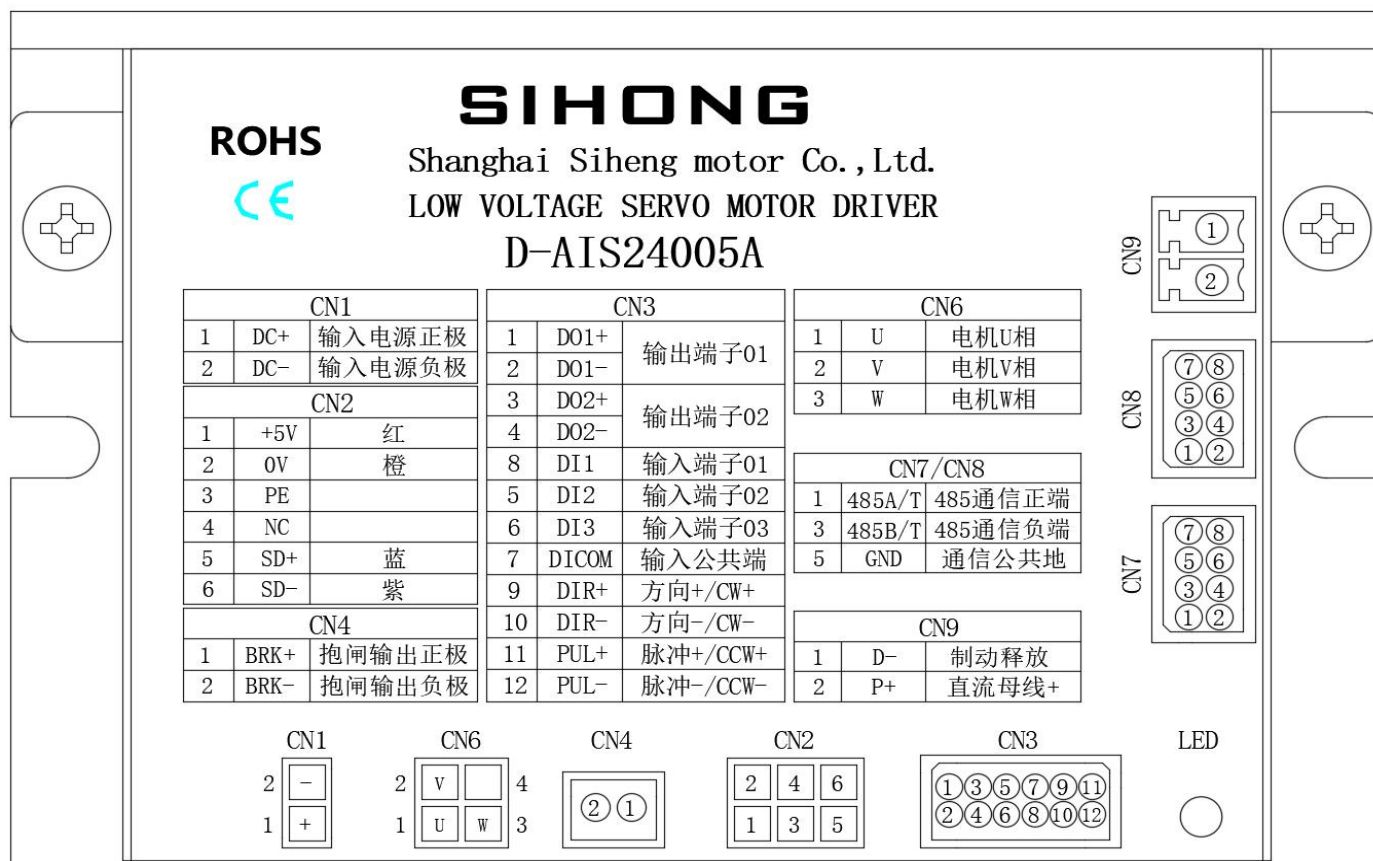 SIHONG
ROHS
CE
Shanghai Siheng motor Co.,Ltd.
LOW VOLTAGE SERVO MOTOR DRIVER
D-AIS24005A
CN1
1 DC+ 输入电源正极
2 DC- 输入电源负极
CN2
1 +5V 红
2 0V 橙
3 PE
4 NC
5 SD+ 蓝
6 SD- 紫
CN4
1 BRK+ 抱闸输出正极
2 BRK- 抱闸输出负极
CN3
1 DO1+ 输出端子01
2 DO1-
3 DO2+ 输出端子02
4 DO2-
8 DI1 输入端子01
5 DI2 输入端子02
6 DI3 输入端子03
7 DICOM 输入公共端
9 DIR+ 方向+/CW+
10 DIR- 方向-/CW-
11 PUL+ 脉冲+/CCW+
12 PUL- 脉冲-/CCW-
CN6
1 U 电机U相
2 V 电机V相
3 W 电机W相
CN7/CN8
1 485A/T 485通信正端
3 485B/T 485通信负端
5 GND 通信公共地
CN9
1 D- 制动释放
2 P+ 直流母线+
CN9
①
②
CN8
⑦⑧
⑤⑥
③④
①②
CN7
⑦⑧
⑤⑥
③④
①②
CN1
2 -
1 +
CN6
2 V 4
1 U W 3
CN4
②①
CN2
2 4 6
1 3 5
CN3
①③⑤⑦⑨⑪
②④⑥⑧⑩⑫
LED